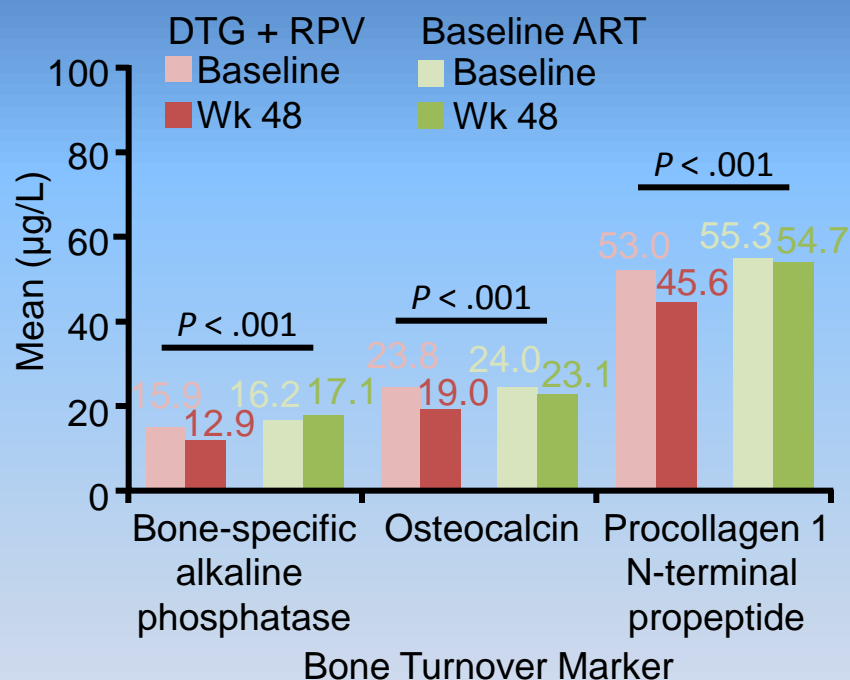 DTG + RPV
Baseline
Wk 48
Baseline ART
Baseline
Wk 48
Mean (µg/L)
100
80
60
40
20
0
P < .001
15.9
12.9
16.2
17.1
P < .001
23.8
19.0
24.0
23.1
P < .001
53.0
45.6
55.3
54.7
Bone-specific
alkaline
phosphatase
Osteocalcin
Procollagen 1
N-terminal
propeptide
Bone Turnover Marker